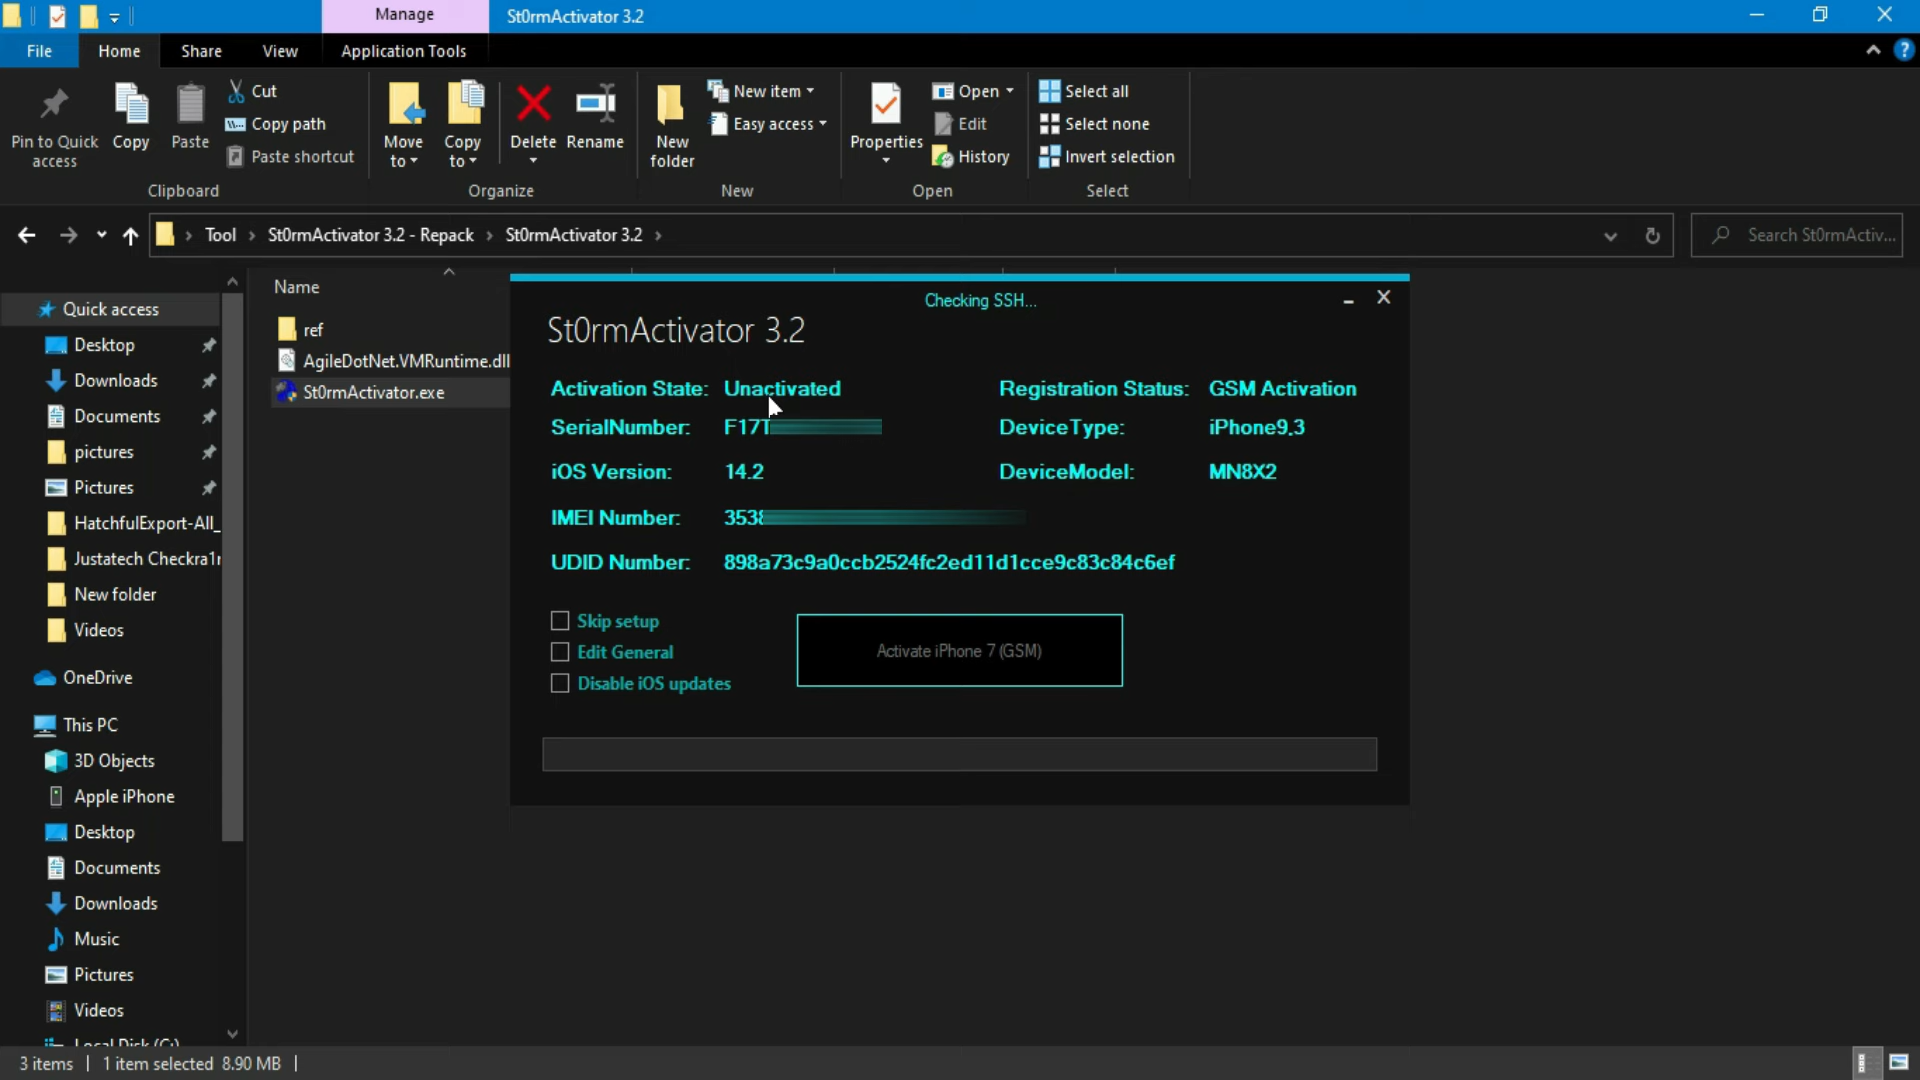 Manage
St0rmActivator 3.2
File
Home
Share
View
Application Tools
Pin to Quick access
Copy
Paste
Cut
Copy path
Paste shortcut
Move to
Copy to
Delete
Rename
New folder
New item
Easy access
Properties
Open
Edit
History
Select all
Select none
Invert selection
Clipboard
Organize
New
Open
Select
Tool
St0rmActivator 3.2 - Repack
St0rmActivator 3.2
Search St0rmActiv...
Quick access
Desktop
Downloads
Documents
pictures
Pictures
HatchfulExport-All_
Justatech Checkra1r
New folder
Videos
OneDrive
This PC
3D Objects
Apple iPhone
Desktop
Documents
Downloads
Music
Pictures
Videos
Local Disk (C:)
Name
ref
AgileDotNet.VMRuntime.dll
St0rmActivator.exe
Checking SSH...
St0rmActivator 3.2
Activation State: Unactivated
Registration Status: GSM Activation
SerialNumber: F17T
DeviceType: iPhone9,3
iOS Version: 14.2
DeviceModel: MN8X2
IMEI Number: 3538
UDID Number: 898a73c9a0ccb2524fc2ed11d1cce9c83c84c6ef
Skip setup
Edit General
Disable iOS updates
Activate iPhone 7 (GSM)
3 items
1 item selected 8.90 MB